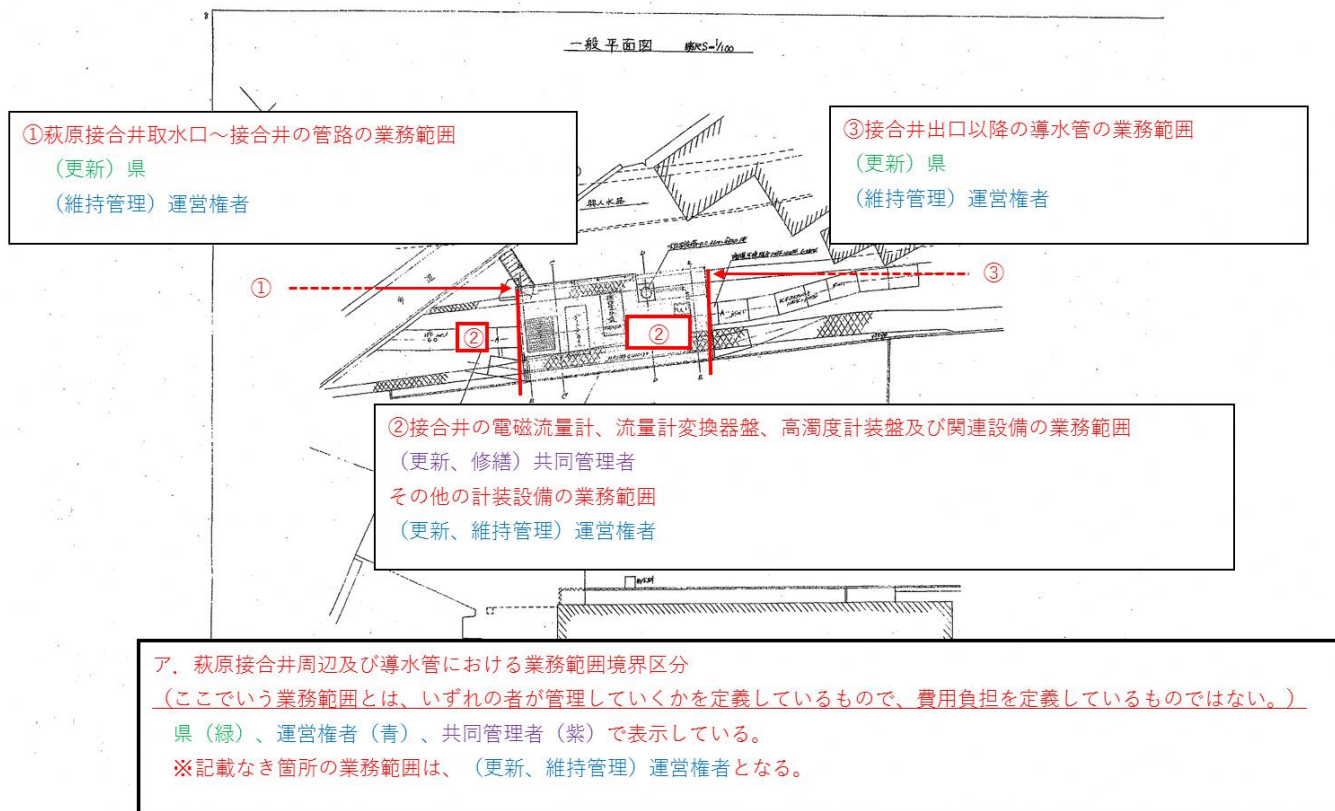 一般平面図 縮尺S=1/100
①萩原接合井取水口～接合井の管路の業務範囲
（更新）県
（維持管理）運営権者
③接合井出口以降の導水管の業務範囲
（更新）県
（維持管理）運営権者
①
③
②
②
②接合井の電磁流量計、流量計変換器盤、高濁度計装盤及び関連設備の業務範囲
（更新、修繕）共同管理者
その他の計装設備の業務範囲
（更新、維持管理）運営権者
ア．萩原接合井周辺及び導水管における業務範囲境界区分
（ここでいう業務範囲とは、いずれの者が管理していくかを定義しているもので、費用負担を定義しているものではない。）
県（緑）、運営権者（青）、共同管理者（紫）で表示している。
※記載なき箇所の業務範囲は、（更新、維持管理）運営権者となる。